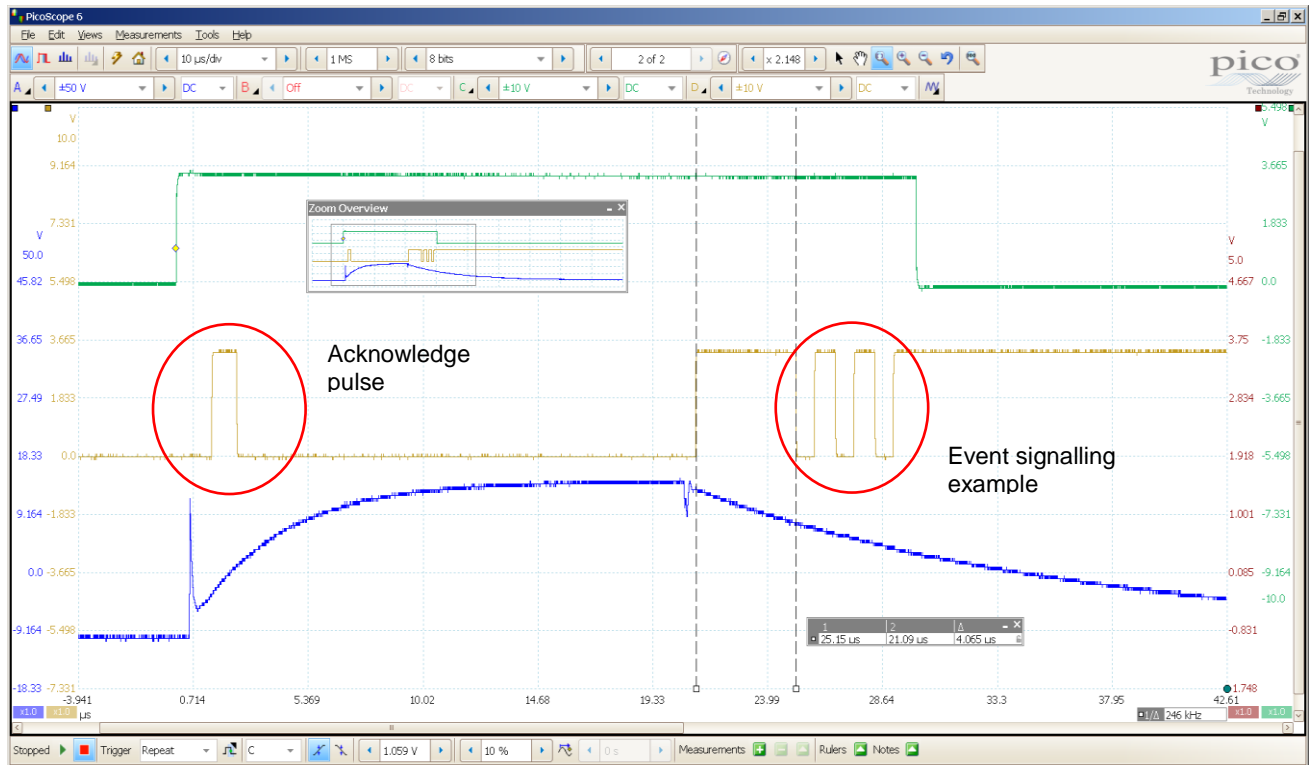 PicoScope 6
File Edit Views Measurements Tools Help
10 µs/div 1 MS 8 bits 2 of 2 x 2.148
pico
Technology
A ±50 V DC B Off DC C ±10 V DC D ±10 V DC
V 5.498
10.0 V
9.164 3.665
7.331 1.833
V V
50.0 5.0
45.82 5.498 4.667 0.0
Zoom Overview
36.65 3.665 3.75 -1.833
Acknowledge
pulse
27.49 1.833 2.834 -3.665
18.33 0.0 1.918 -5.498
Event signalling
example
9.164 -1.833 1.001 -7.331
0.0 -3.665 0.085 -9.164
-10.0
-9.164 -5.498 -0.831
1 2 Δ
25.15 us 21.09 us 4.065 us
-18.33 -7.331 -1.748
-3.941 0.714 5.369 10.02 14.68 19.33 23.99 28.64 33.3 37.95 42.61
x1.0 x1.0 µs 1/Δ 246 kHz x1.0 x1.0
Stopped Trigger Repeat C 1.059 V 10 % 0 s Measurements Rulers Notes